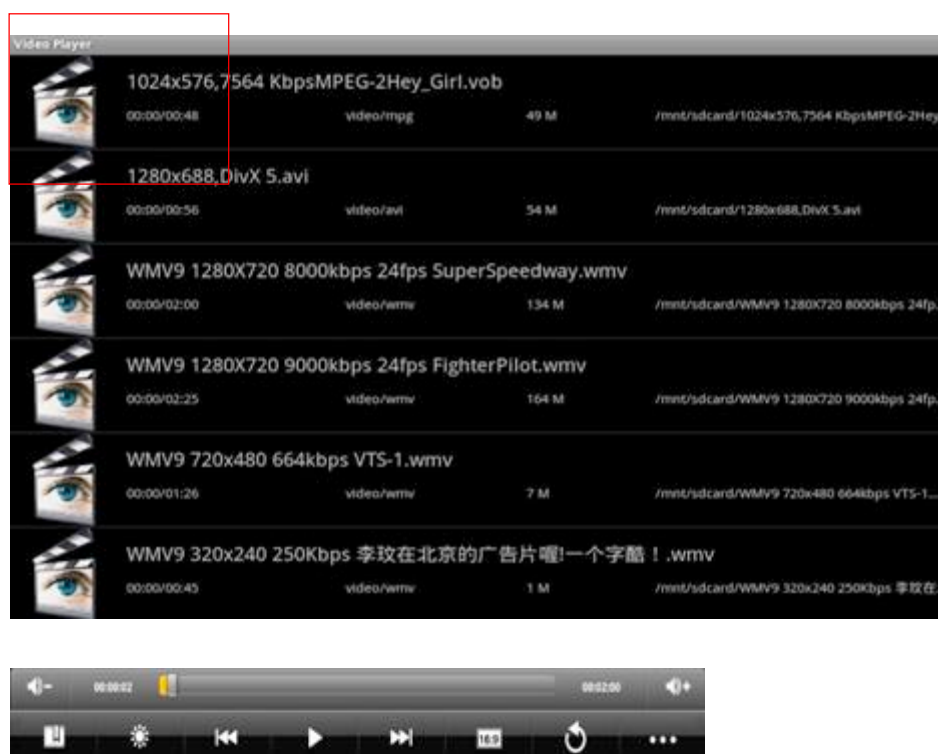 Video Player
1024x576,7564 KbpsMPEG-2Hey_Girl.vob
00:00/00:48 video/mpg 49 M /mnt/sdcard/1024x576,7564 KbpsMPEG-2Hey
1280x688,DivX 5.avi
00:00/00:56 video/avi 54 M /mnt/sdcard/1280x688,DivX 5.avi
WMV9 1280X720 8000kbps 24fps SuperSpeedway.wmv
00:00/02:00 video/wmv 134 M /mnt/sdcard/WMV9 1280X720 8000kbps 24fp.
WMV9 1280X720 9000kbps 24fps FighterPilot.wmv
00:00/02:25 video/wmv 164 M /mnt/sdcard/WMV9 1280X720 9000kbps 24fp.
WMV9 720x480 664kbps VTS-1.wmv
00:00/01:26 video/wmv 7 M /mnt/sdcard/WMV9 720x480 664kbps VTS-1...
WMV9 320x240 250Kbps 李玟在北京的广告片喔!一个字酷！.wmv
00:00/00:45 video/wmv 1 M /mnt/sdcard/WMV9 320x240 250Kbps 李玟在.
00:00:02 00:02:00
16:9